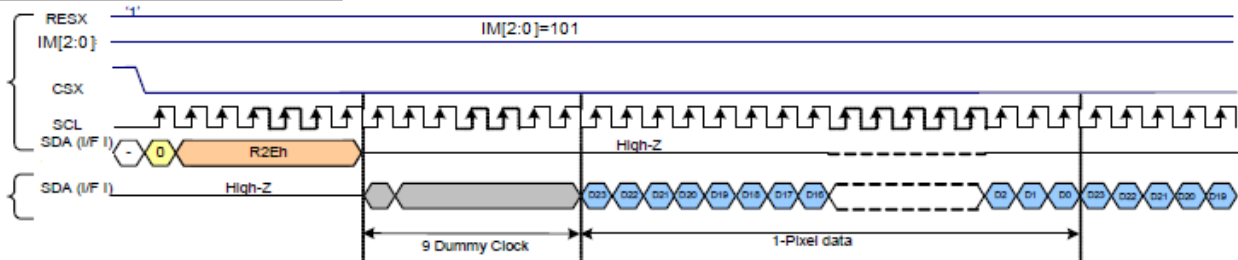 RESX '1'
IM[2:0]=101
IM[2:0]
CSX
SCL
SDA (I/F I) - 0 R2Eh High-Z
SDA (I/F I) High-Z D23 D22 D21 D20 D19 D18 D17 D16 D2 D1 D0 D23 D22 D21 D20 D19
9 Dummy Clock 1-Pixel data